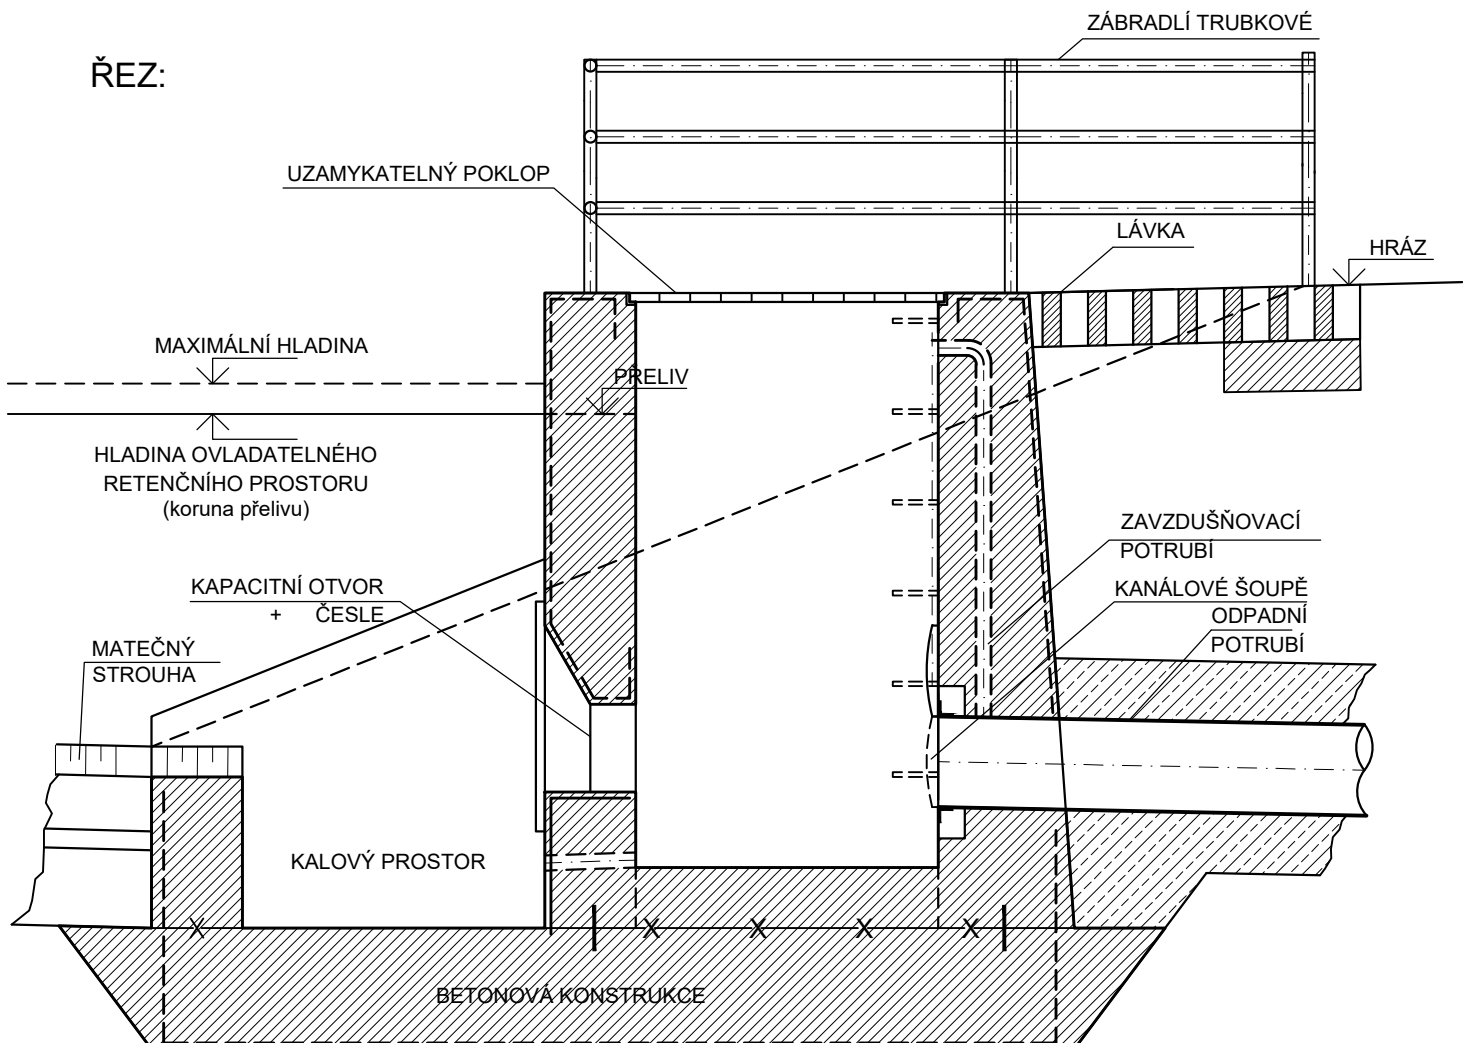 ZÁBRADLÍ TRUBKOVÉ
ŘEZ:
UZAMYKATELNÝ POKLOP
LÁVKA
HRÁZ
MAXIMÁLNÍ HLADINA
PŘELIV
HLADINA OVLADATELNÉHO
RETENČNÍHO PROSTORU
(koruna přelivu)
ZAVZDUŠŇOVACÍ
POTRUBÍ
KAPACITNÍ OTVOR
+ ČESLE
KANÁLOVÉ ŠOUPĚ
ODPADNÍ
POTRUBÍ
MATEČNÝ
STROUHA
KALOVÝ PROSTOR
BETONOVÁ KONSTRUKCE